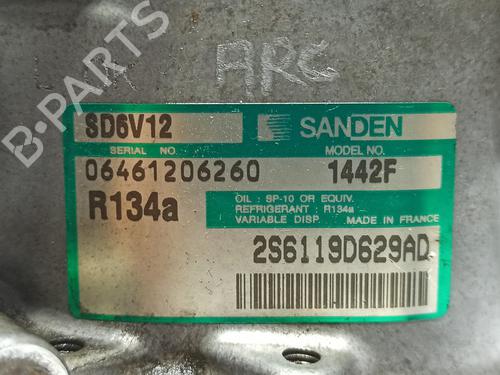 ARG
B-PARTS
SD6V12
SANDEN
SERIAL NO.
MODEL NO.
06461206260
1442F
R134a
OIL : SP-10 OR EQUIV.
REFRIGERANT : R134a
VARIABLE DISP. MADE IN FRANCE
2S6119D629AD